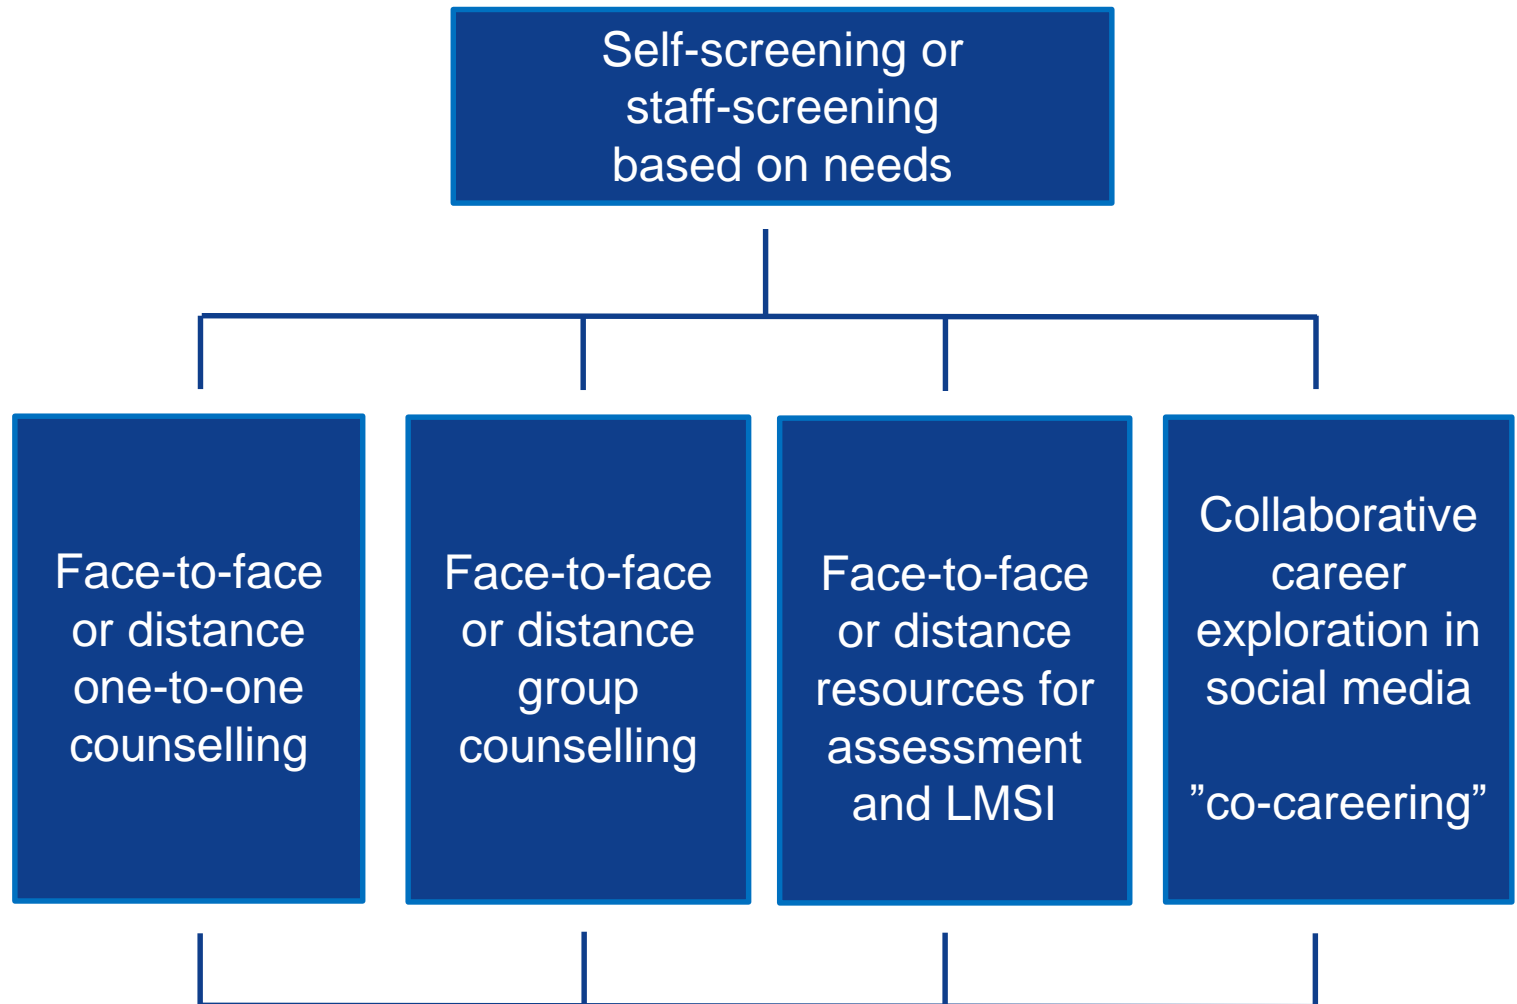 Self-screening or
staff-screening
based on needs
Face-to-face
or distance
one-to-one
counselling
Face-to-face
or distance
group
counselling
Face-to-face
or distance
resources for
assessment
and LMSI
Collaborative
career
exploration in
social media
”co-careering”